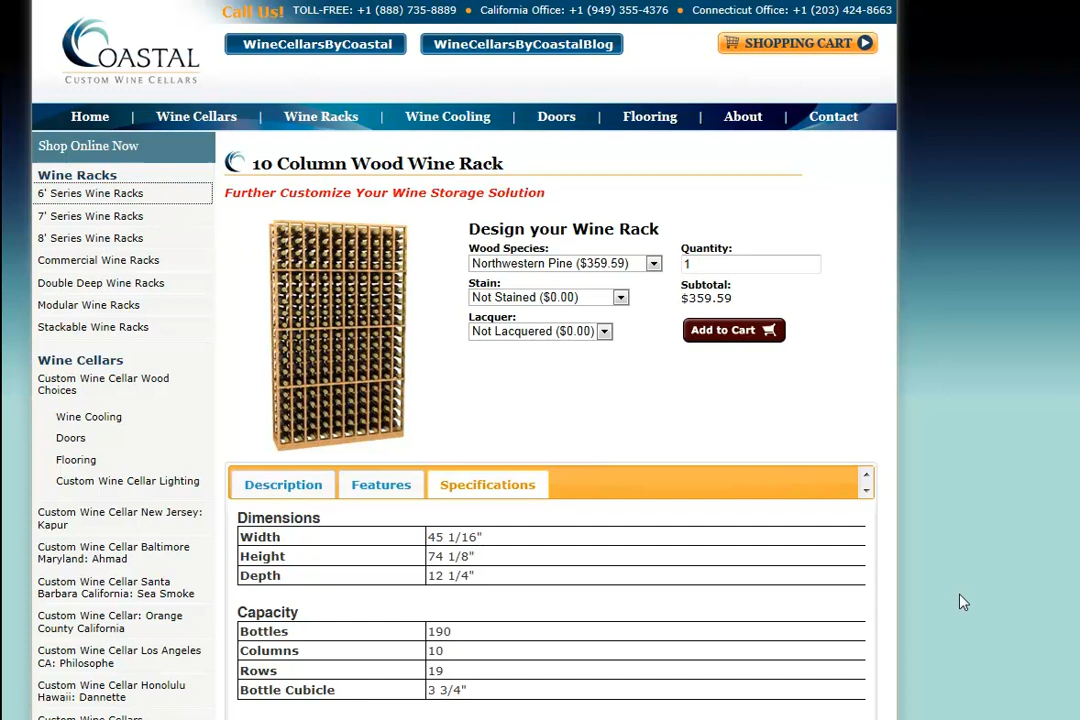 Call Us! TOLL-FREE: +1 (888) 735-8889 • California Office: +1 (949) 355-4376 • Connecticut Office: +1 (203) 424-8663
COASTAL
CUSTOM WINE CELLARS
WineCellarsByCoastal
WineCellarsByCoastalBlog
SHOPPING CART
Home | Wine Cellars | Wine Racks | Wine Cooling | Doors | Flooring | About | Contact
Shop Online Now
Wine Racks
6' Series Wine Racks
7' Series Wine Racks
8' Series Wine Racks
Commercial Wine Racks
Double Deep Wine Racks
Modular Wine Racks
Stackable Wine Racks
Wine Cellars
Custom Wine Cellar Wood
Choices
Wine Cooling
Doors
Flooring
Custom Wine Cellar Lighting
Custom Wine Cellar New Jersey:
Kapur
Custom Wine Cellar Baltimore
Maryland: Ahmad
Custom Wine Cellar Santa
Barbara California: Sea Smoke
Custom Wine Cellar: Orange
County California
Custom Wine Cellar Los Angeles
CA: Philosophe
Custom Wine Cellar Honolulu
Hawaii: Dannette
Custom Wine Cellars
10 Column Wood Wine Rack
Further Customize Your Wine Storage Solution
Design your Wine Rack
Wood Species:
Northwestern Pine ($359.59)
Stain:
Not Stained ($0.00)
Lacquer:
Not Lacquered ($0.00)
Quantity:
1
Subtotal:
$359.59
Add to Cart
Description
Features
Specifications
Dimensions
Width 45 1/16"
Height 74 1/8"
Depth 12 1/4"
Capacity
Bottles 190
Columns 10
Rows 19
Bottle Cubicle 3 3/4"